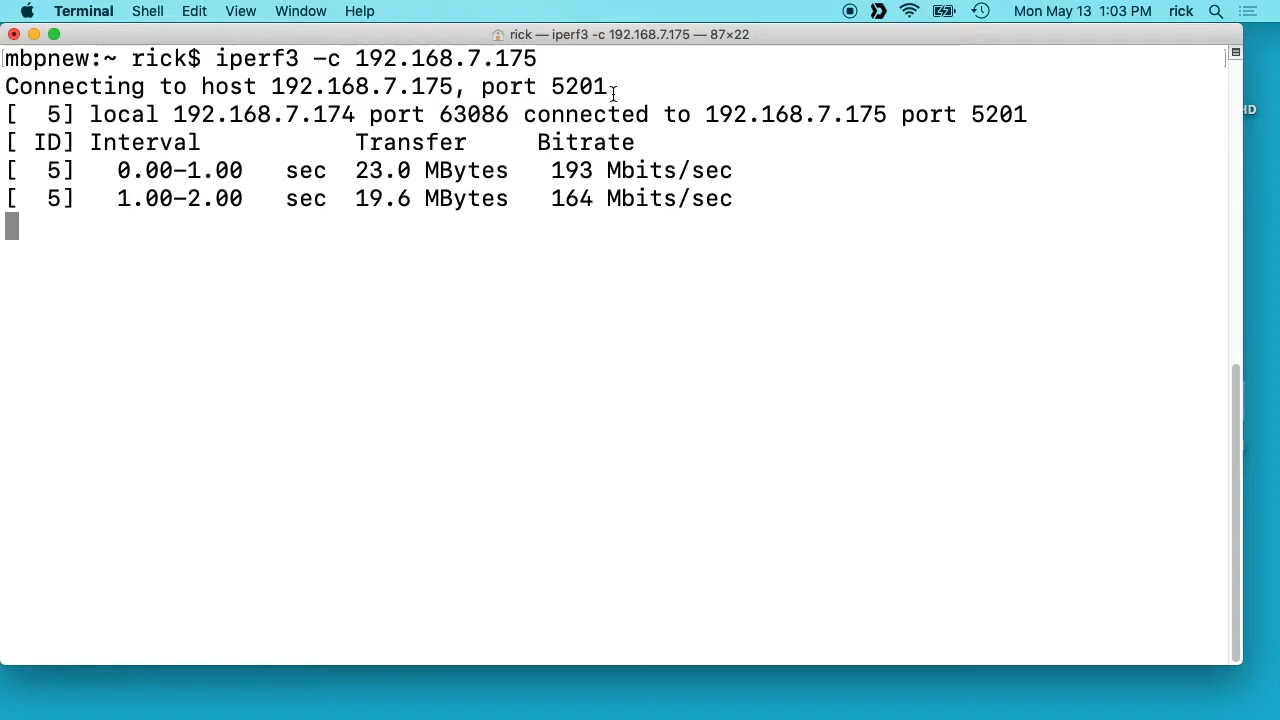 Terminal Shell Edit View Window Help Mon May 13 1:03 PM rick
rick — iperf3 -c 192.168.7.175 — 87×22
mbpnew:~ rick$ iperf3 -c 192.168.7.175
Connecting to host 192.168.7.175, port 5201
[  5] local 192.168.7.174 port 63086 connected to 192.168.7.175 port 5201
[ ID] Interval           Transfer     Bitrate
[  5]   0.00-1.00   sec  23.0 MBytes   193 Mbits/sec
[  5]   1.00-2.00   sec  19.6 MBytes   164 Mbits/sec
HD